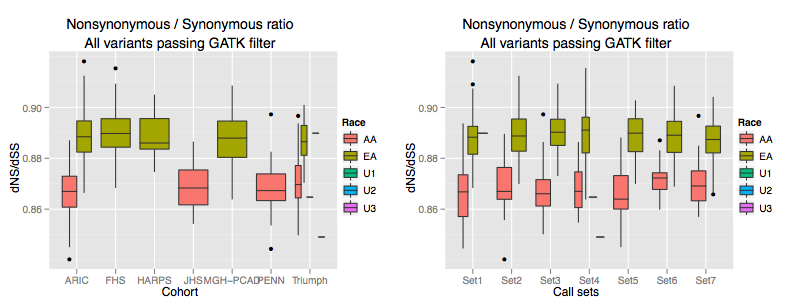 Nonsynonymous / Synonymous ratio
All variants passing GATK filter
dNS/dSS
0.90
0.88
0.86
ARIC FHS HARPS JHS MGH−PCAD PENN Triumph
Cohort
Race
AA
EA
U1
U2
U3
Nonsynonymous / Synonymous ratio
All variants passing GATK filter
dNS/dSS
0.90
0.88
0.86
Set1 Set2 Set3 Set4 Set5 Set6 Set7
Call sets
Race
AA
EA
U1
U2
U3